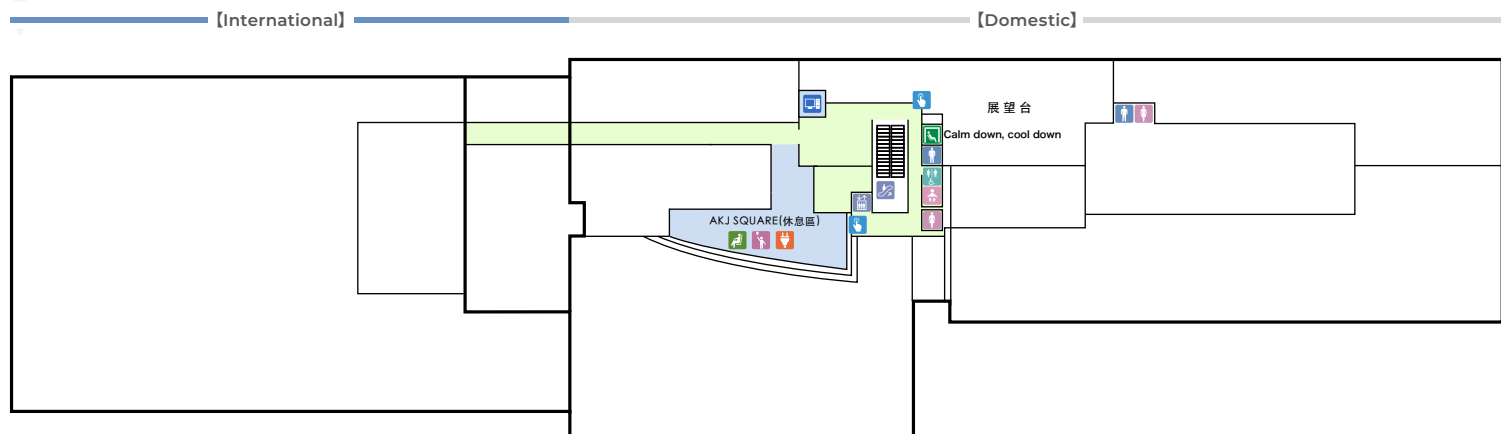 【International】
【Domestic】
展望台
Calm down, cool down
AKJ SQUARE(休息區)